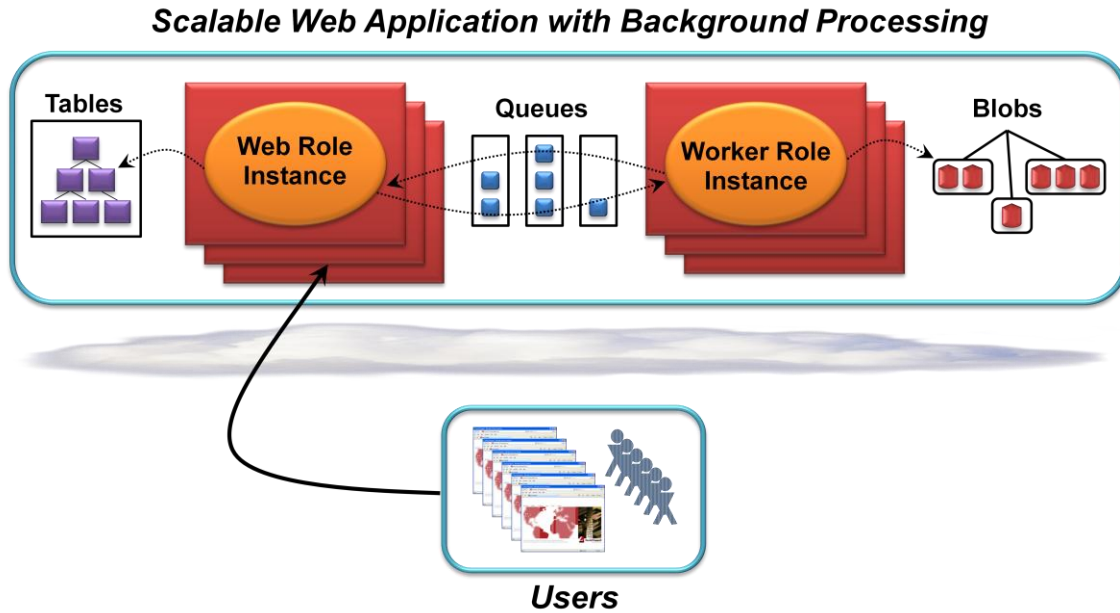 Scalable Web Application with Background Processing
Tables
Web Role
Instance
Queues
Worker Role
Instance
Blobs
Users